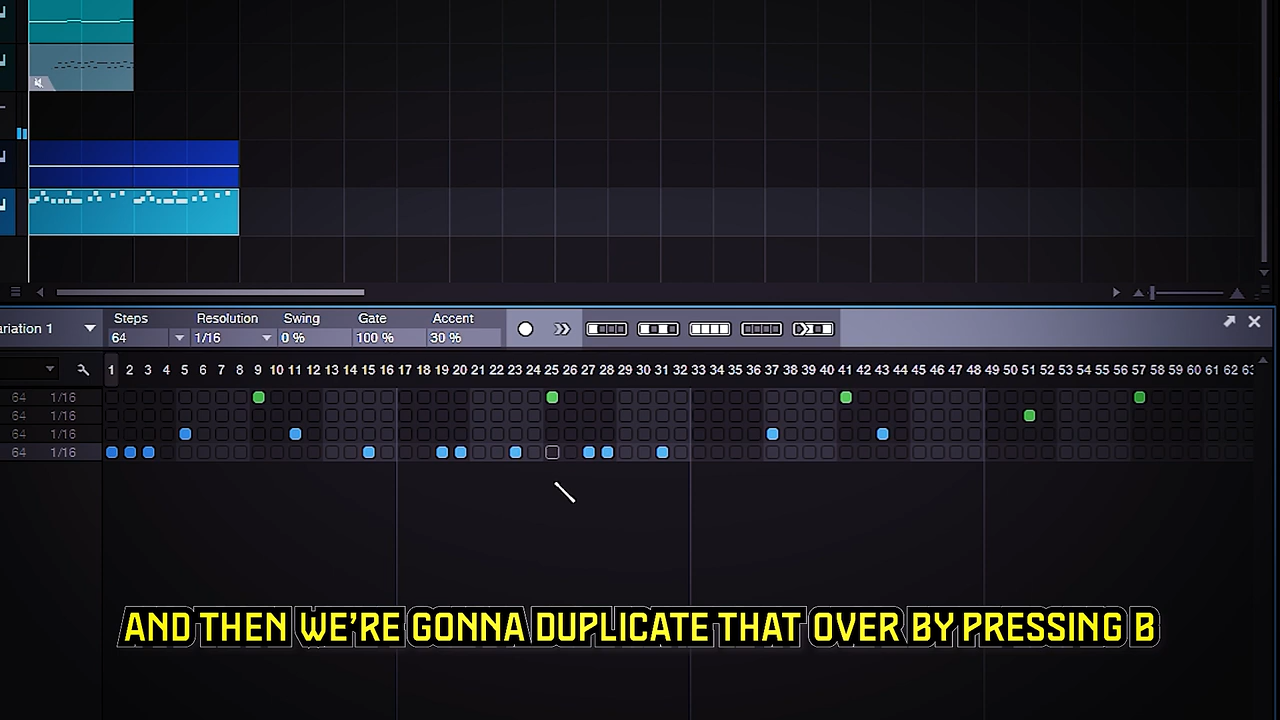 ariation 1
Steps Resolution Swing Gate Accent
64 1/16 0 % 100 % 30 %
1 2 3 4 5 6 7 8 9 10 11 12 13 14 15 16 17 18 19 20 21 22 23 24 25 26 27 28 29 30 31 32 33 34 35 36 37 38 39 40 41 42 43 44 45 46 47 48 49 50 51 52 53 54 55 56 57 58 59 60 61 62 63
64 1/16
64 1/16
64 1/16
64 1/16
AND THEN WE'RE GONNA DUPLICATE THAT OVER BY PRESSING B